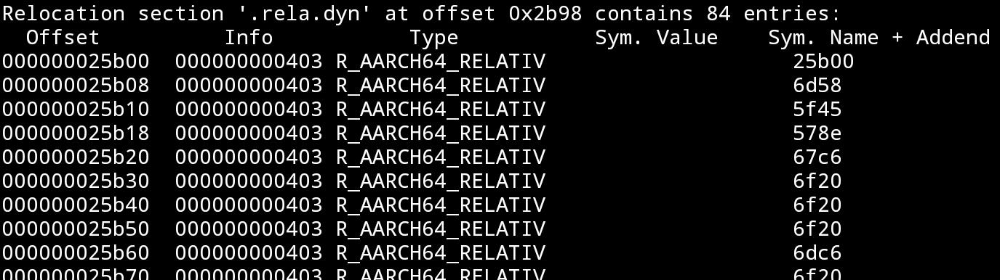 Relocation section '.rela.dyn' at offset 0x2b98 contains 84 entries:
  Offset          Info           Type           Sym. Value    Sym. Name + Addend
000000025b00  000000000403 R_AARCH64_RELATIV                    25b00
000000025b08  000000000403 R_AARCH64_RELATIV                    6d58
000000025b10  000000000403 R_AARCH64_RELATIV                    5f45
000000025b18  000000000403 R_AARCH64_RELATIV                    578e
000000025b20  000000000403 R_AARCH64_RELATIV                    67c6
000000025b30  000000000403 R_AARCH64_RELATIV                    6f20
000000025b40  000000000403 R_AARCH64_RELATIV                    6f20
000000025b50  000000000403 R_AARCH64_RELATIV                    6f20
000000025b60  000000000403 R_AARCH64_RELATIV                    6dc6
000000025b70  000000000403 R_AARCH64_RELATIV                    6f20